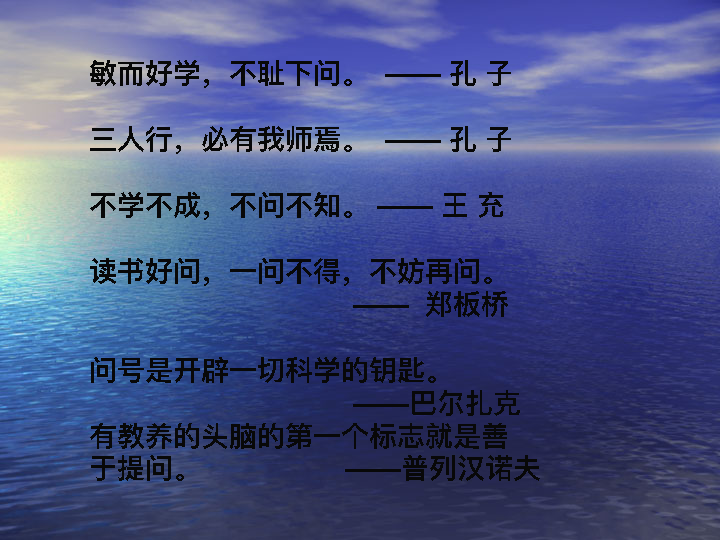 敏而好学，不耻下问。 —— 孔 子
三人行，必有我师焉。 —— 孔 子
不学不成，不问不知。 —— 王 充
读书好问，一问不得，不妨再问。
—— 郑板桥
问号是开辟一切科学的钥匙。
——巴尔扎克
有教养的头脑的第一个标志就是善
于提问。 ——普列汉诺夫